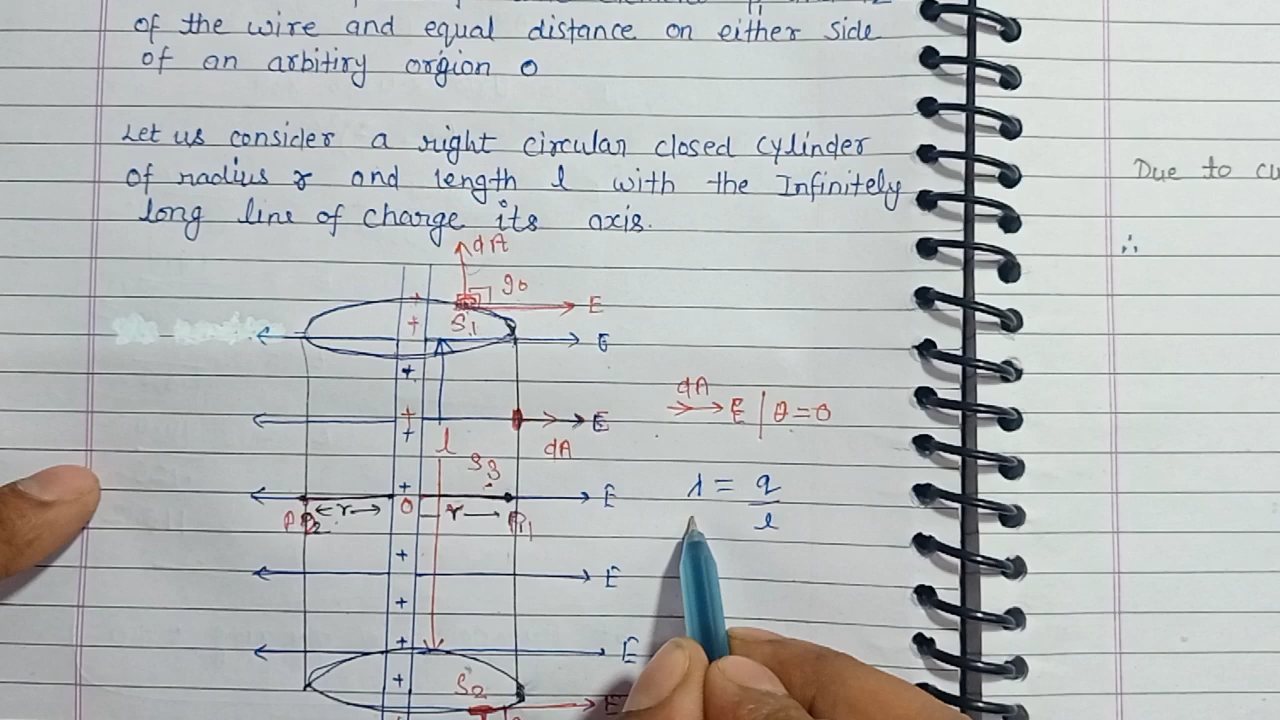 of the wire and equal distance on either side
of an arbitiry orgion O
Let us consider a right circular closed cylinder
of radius r and length l with the Infinitely
long line of charge its axis.
dA
90
E
S1
E
E
dA
dA
E | θ=0
l
S3
λ = q
l
E
r
O
r
P2
P1
E
E
S2
E
Due to cu
∴